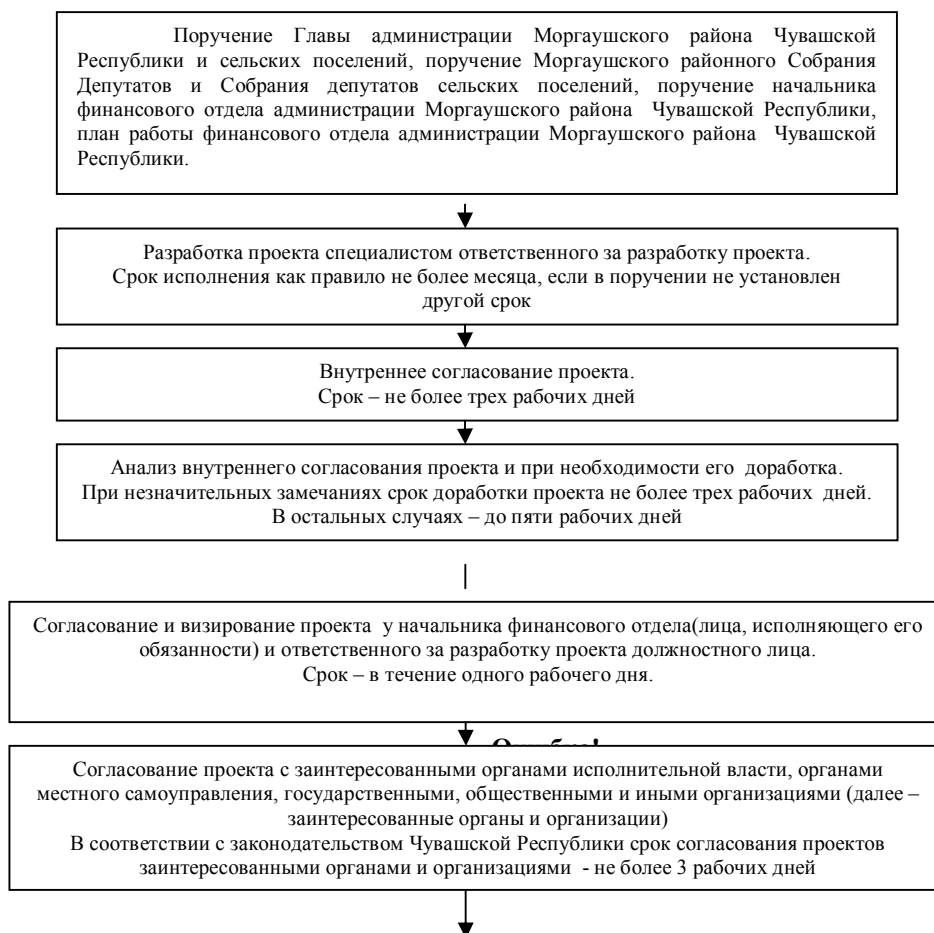 Поручение Главы администрации Моргаушского района Чувашской
Республики и сельских поселений, поручение Моргаушского районного Собрания
Депутатов и Собрания депутатов сельских поселений, поручение начальника
финансового отдела администрации Моргаушского района Чувашской Республики,
план работы финансового отдела администрации Моргаушского района Чувашской
Республики.
Разработка проекта специалистом ответственного за разработку проекта.
Срок исполнения как правило не более месяца, если в поручении не установлен
другой срок
Внутреннее согласование проекта.
Срок – не более трех рабочих дней
Анализ внутреннего согласования проекта и при необходимости его доработка.
При незначительных замечаниях срок доработки проекта не более трех рабочих дней.
В остальных случаях – до пяти рабочих дней
Согласование и визирование проекта у начальника финансового отдела(лица, исполняющего его
обязанности) и ответственного за разработку проекта должностного лица.
Срок – в течение одного рабочего дня.
Согласование проекта с заинтересованными органами исполнительной власти, органами
местного самоуправления, государственными, общественными и иными организациями (далее –
заинтересованные органы и организации)
В соответствии с законодательством Чувашской Республики срок согласования проектов
заинтересованными органами и организациями - не более 3 рабочих дней